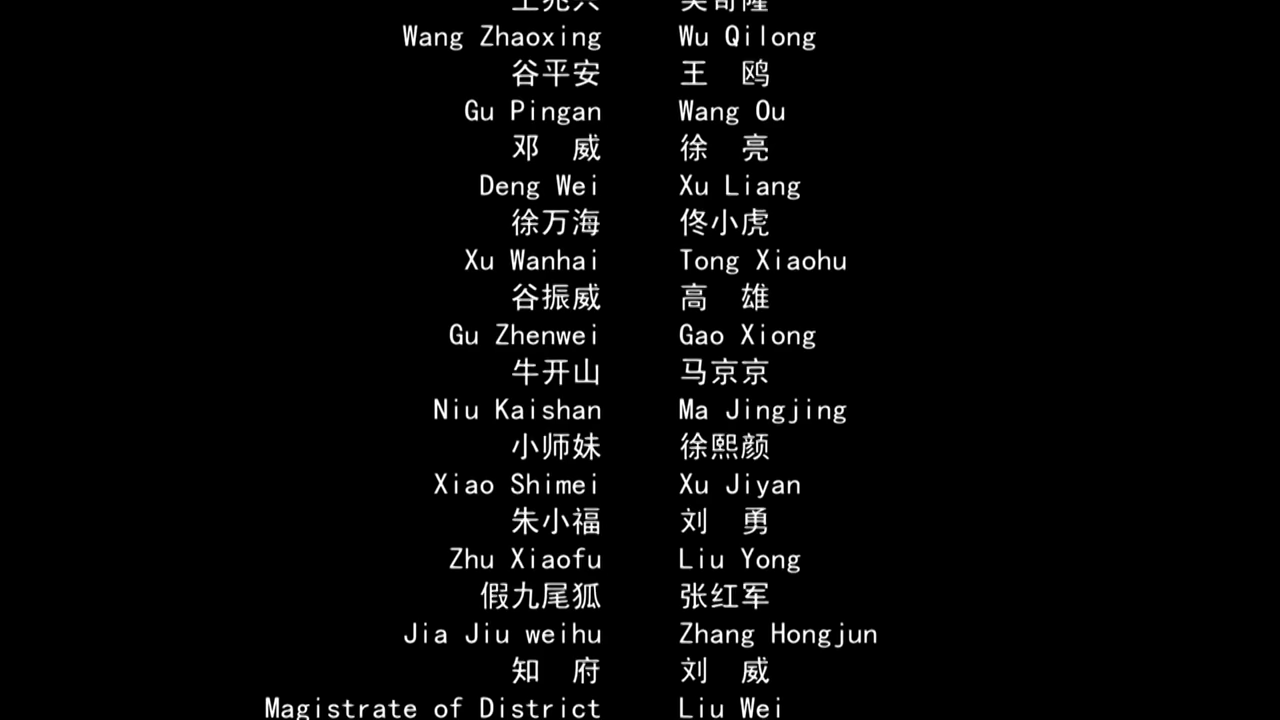 Wang Zhaoxing Wu Qilong
谷平安 王 鸥
Gu Pingan Wang Ou
邓 威 徐 亮
Deng Wei Xu Liang
徐万海 佟小虎
Xu Wanhai Tong Xiaohu
谷振威 高 雄
Gu Zhenwei Gao Xiong
牛开山 马京京
Niu Kaishan Ma Jingjing
小师妹 徐熙颜
Xiao Shimei Xu Jiyan
朱小福 刘 勇
Zhu Xiaofu Liu Yong
假九尾狐 张红军
Jia Jiu weihu Zhang Hongjun
知 府 刘 威
Magistrate of District Liu Wei